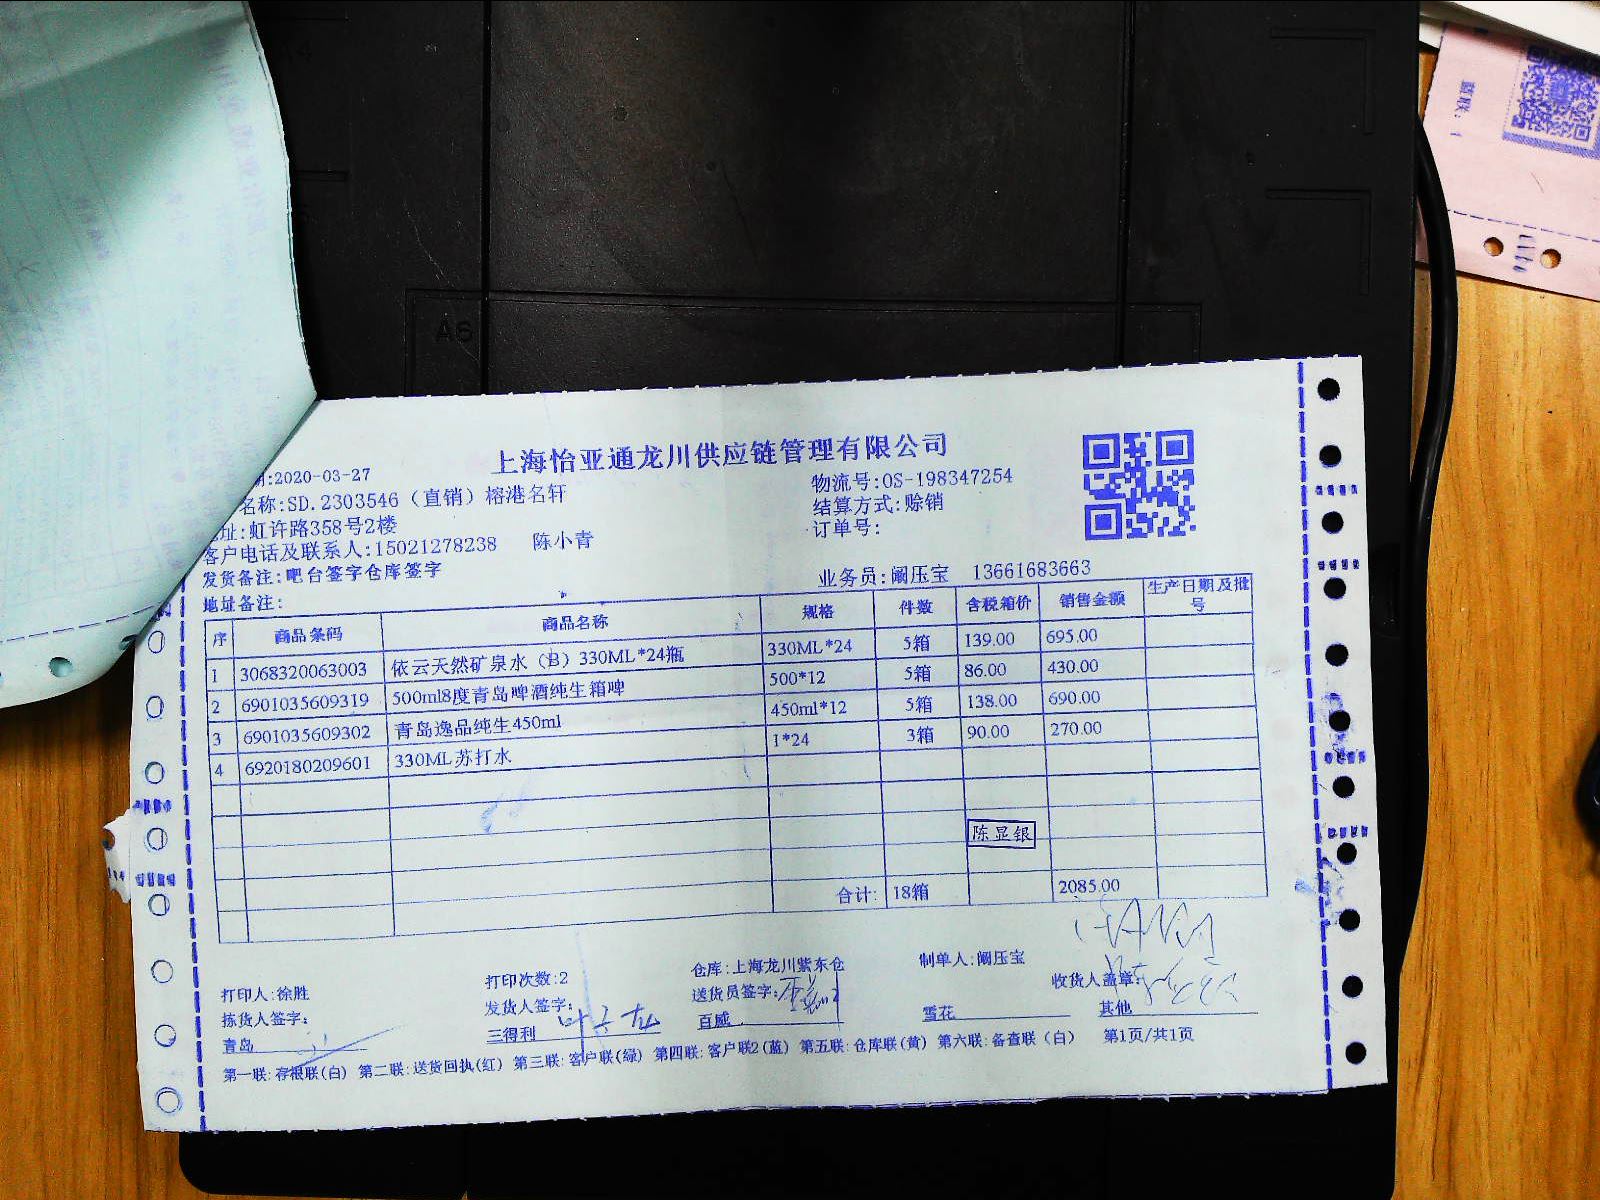 上海怡亚通龙川供应链管理有限公司
:2020-03-27
名称:SD.2303546（直销）榕港名轩
物流号:OS-198347254
址:虹许路358号2楼
结算方式:赊销
客户电话及联系人:15021278238 陈小青
订单号:
发货备注:吧台签字仓库签字
业务员:阚压宝 13661683663
地址备注:
序 商品条码 商品名称 规格 件数 含税箱价 销售金额 生产日期及批号
1 3068320063003 依云天然矿泉水（B）330ML*24瓶 330ML*24 5箱 139.00 695.00
2 6901035609319 500ml8度青岛啤酒纯生箱啤 500*12 5箱 86.00 430.00
3 6901035609302 青岛逸品纯生450ml 450ml*12 5箱 138.00 690.00
4 6920180209601 330ML苏打水 1*24 3箱 90.00 270.00
陈显银
合计: 18箱 2085.00
打印人:徐胜 打印次数:2 仓库:上海龙川紫东仓 制单人:阚压宝
拣货人签字: 发货人签字: 送货员签字: 收货人盖章:
青岛 三得利 百威 雪花 其他
第一联:存根联(白) 第二联:送货回执(红) 第三联:客户联(绿) 第四联:客户联2(蓝) 第五联:仓库联(黄) 第六联:备查联（白） 第1页/共1页
A6